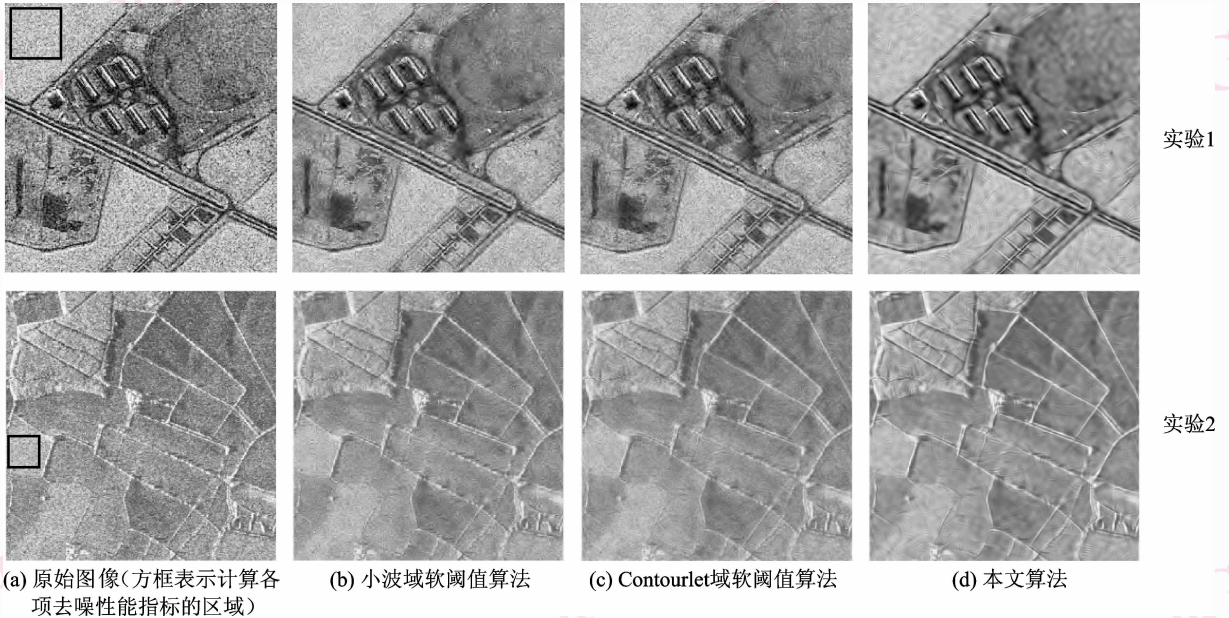 实验1
实验2
(a) 原始图像(方框表示计算各
项去噪性能指标的区域)
(b) 小波域软阈值算法
(c) Contourlet域软阈值算法
(d) 本文算法